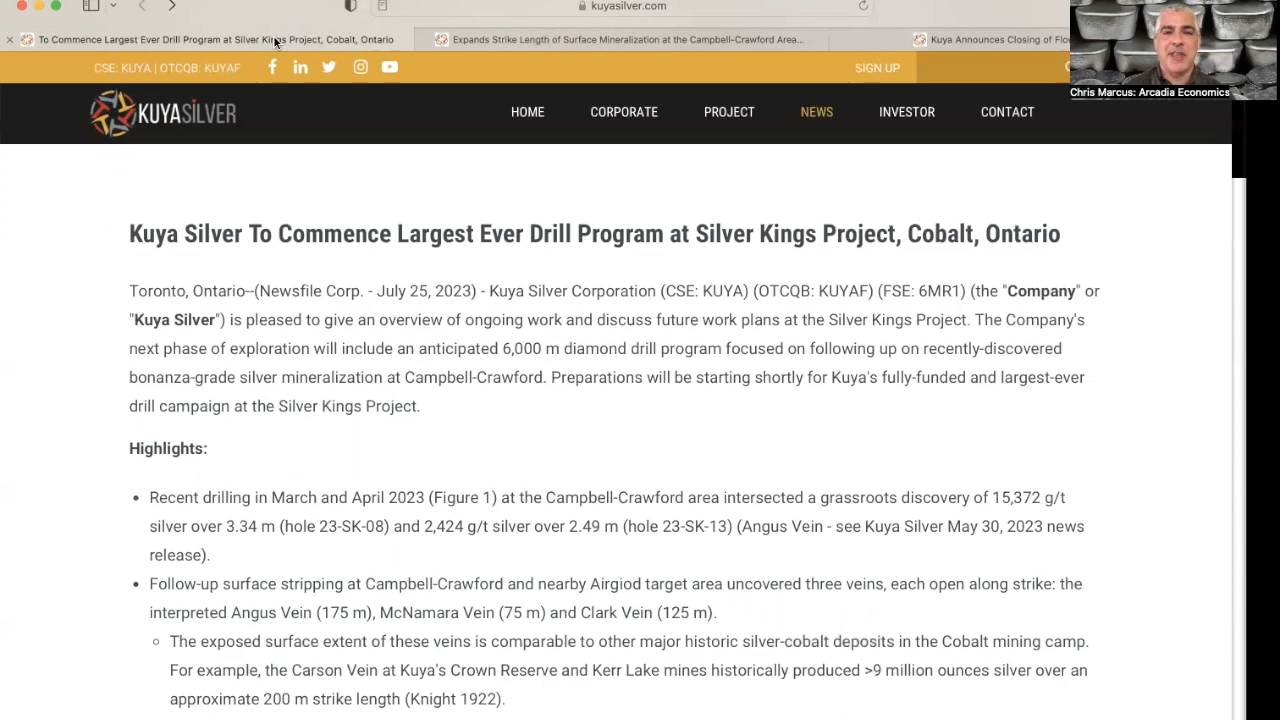 kuyasilver.com
To Commence Largest Ever Drill Program at Silver Kings Project, Cobalt, Ontario
Expands Strike Length of Surface Mineralization at the Campbell-Crawford Area...
Kuya Announces Closing of Flow
Chris Marcus: Arcadia Economics
CSE: KUYA | OTCQB: KUYAF
SIGN UP
KUYASILVER
HOME CORPORATE PROJECT NEWS INVESTOR CONTACT
Kuya Silver To Commence Largest Ever Drill Program at Silver Kings Project, Cobalt, Ontario
Toronto, Ontario--(Newsfile Corp. - July 25, 2023) - Kuya Silver Corporation (CSE: KUYA) (OTCQB: KUYAF) (FSE: 6MR1) (the "Company" or
"Kuya Silver") is pleased to give an overview of ongoing work and discuss future work plans at the Silver Kings Project. The Company's
next phase of exploration will include an anticipated 6,000 m diamond drill program focused on following up on recently-discovered
bonanza-grade silver mineralization at Campbell-Crawford. Preparations will be starting shortly for Kuya's fully-funded and largest-ever
drill campaign at the Silver Kings Project.
Highlights:
• Recent drilling in March and April 2023 (Figure 1) at the Campbell-Crawford area intersected a grassroots discovery of 15,372 g/t
silver over 3.34 m (hole 23-SK-08) and 2,424 g/t silver over 2.49 m (hole 23-SK-13) (Angus Vein - see Kuya Silver May 30, 2023 news
release).
• Follow-up surface stripping at Campbell-Crawford and nearby Airgiod target area uncovered three veins, each open along strike: the
interpreted Angus Vein (175 m), McNamara Vein (75 m) and Clark Vein (125 m).
○ The exposed surface extent of these veins is comparable to other major historic silver-cobalt deposits in the Cobalt mining camp.
For example, the Carson Vein at Kuya's Crown Reserve and Kerr Lake mines historically produced >9 million ounces silver over an
approximate 200 m strike length (Knight 1922).